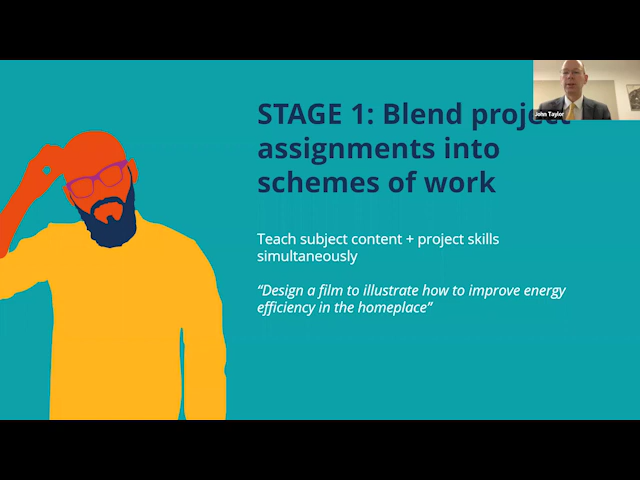 STAGE 1: Blend project
assignments into
schemes of work
John Taylor
Teach subject content + project skills
simultaneously
“Design a film to illustrate how to improve energy
efficiency in the homeplace”